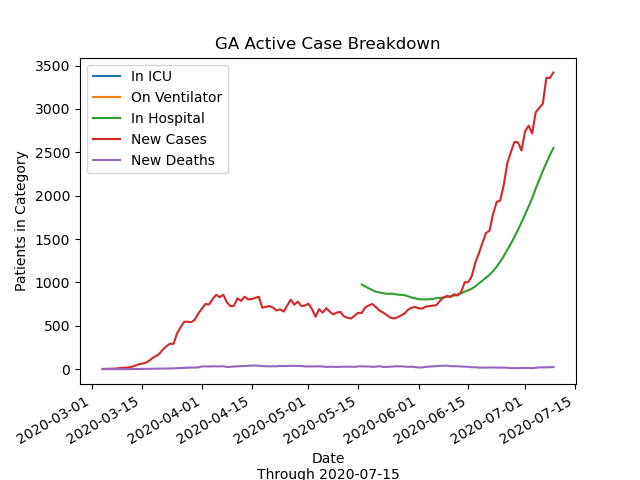 GA Active Case Breakdown
In ICU
On Ventilator
In Hospital
New Cases
New Deaths
Patients in Category
3500
3000
2500
2000
1500
1000
500
0
2020-03-01
2020-03-15
2020-04-01
2020-04-15
2020-05-01
2020-05-15
2020-06-01
2020-06-15
2020-07-01
2020-07-15
Date
Through 2020-07-15